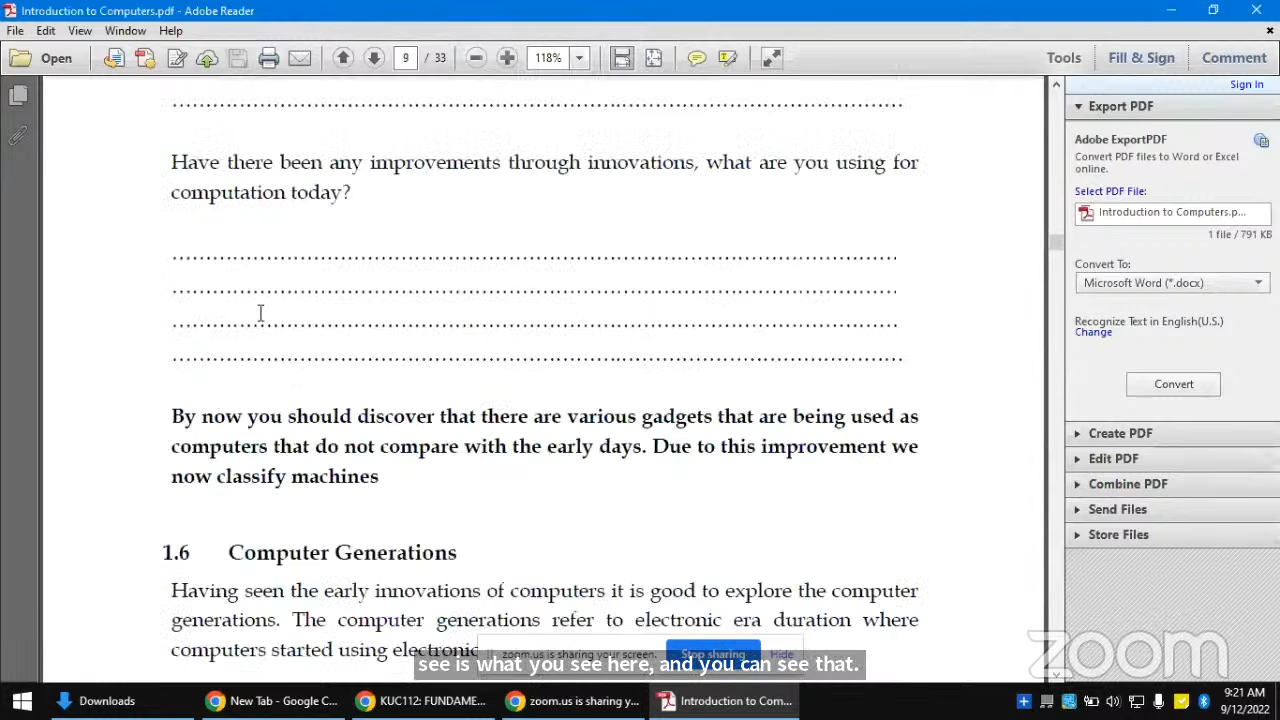 Introduction to Computers.pdf - Adobe Reader
File Edit View Window Help
Open 9 / 33 118% Tools Fill & Sign Comment
Sign In
Have there been any improvements through innovations, what are you using for
computation today?
By now you should discover that there are various gadgets that are being used as
computers that do not compare with the early days. Due to this improvement we
now classify machines
1.6 Computer Generations
Having seen the early innovations of computers it is good to explore the computer
generations. The computer generations refer to electronic era duration where
computers started using electronic
zoom.us is sharing your screen. Stop sharing Hide
see is what you see here, and you can see that.
Export PDF
Adobe ExportPDF
Convert PDF files to Word or Excel
online.
Select PDF File:
Introduction to Computers.p...
1 file / 791 KB
Convert To:
Microsoft Word (*.docx)
Recognize Text in English(U.S.)
Change
Convert
Create PDF
Edit PDF
Combine PDF
Send Files
Store Files
zoom
Downloads New Tab - Google C... KUC112: FUNDAME... zoom.us is sharing y... Introduction to Com...
9:21 AM
9/12/2022